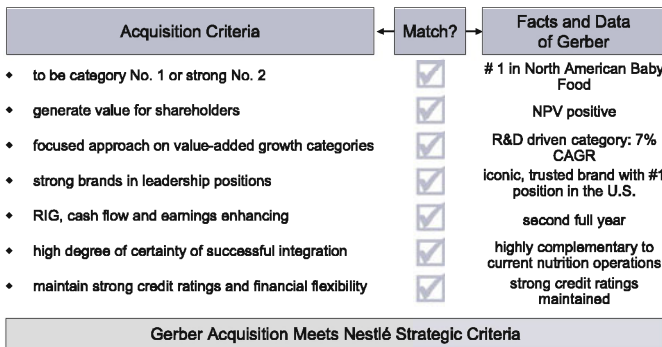 Acquisition Criteria
Match?
Facts and Data
of Gerber
to be category No. 1 or strong No. 2
# 1 in North American Baby
Food
generate value for shareholders
NPV positive
focused approach on value-added growth categories
R&D driven category: 7%
CAGR
strong brands in leadership positions
iconic, trusted brand with #1
position in the U.S.
RIG, cash flow and earnings enhancing
second full year
high degree of certainty of successful integration
highly complementary to
current nutrition operations
maintain strong credit ratings and financial flexibility
strong credit ratings
maintained
Gerber Acquisition Meets Nestlé Strategic Criteria